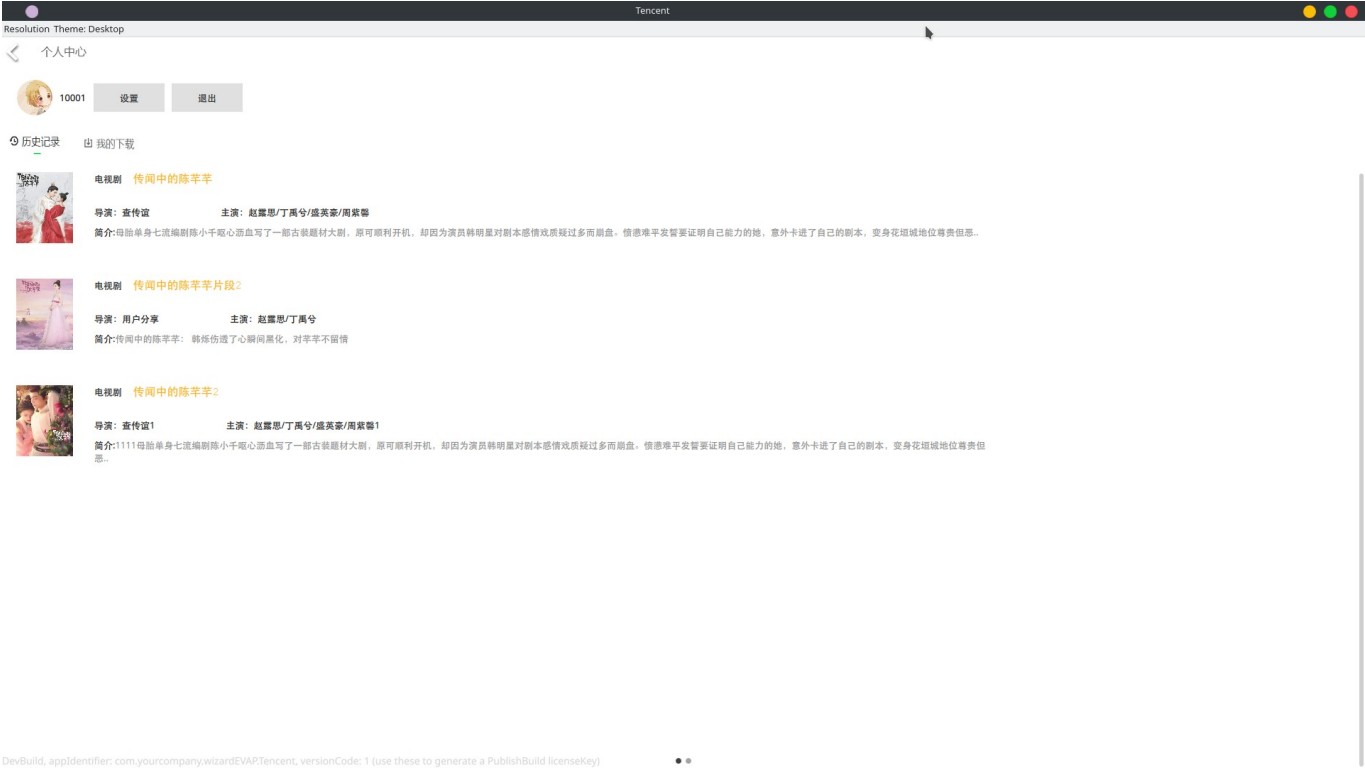 Tencent
Resolution Theme: Desktop
个人中心
10001 设置 退出
历史记录 我的下载
电视剧 传闻中的陈芊芊
导演：查传谊 主演：赵露思/丁禹兮/盛英豪/周紫馨
简介:母胎单身七流编剧陈小千呕心沥血写了一部古装题材大剧，原可顺利开机，却因为演员韩明星对剧本感情戏质疑过多而崩盘。愤懑难平发誓要证明自己能力的她，意外卡进了自己的剧本，变身花垣城地位尊贵但恶..
电视剧 传闻中的陈芊芊片段2
导演：用户分享 主演：赵露思/丁禹兮
简介:传闻中的陈芊芊： 韩烁伤透了心瞬间黑化，对芊芊不留情
电视剧 传闻中的陈芊芊2
导演：查传谊1 主演：赵露思/丁禹兮/盛英豪/周紫馨1
简介:1111母胎单身七流编剧陈小千呕心沥血写了一部古装题材大剧，原可顺利开机，却因为演员韩明星对剧本感情戏质疑过多而崩盘。愤懑难平发誓要证明自己能力的她，意外卡进了自己的剧本，变身花垣城地位尊贵但
恶..
DevBuild, appIdentifier: com.yourcompany.wizardEVAP.Tencent, versionCode: 1 (use these to generate a PublishBuild licenseKey)